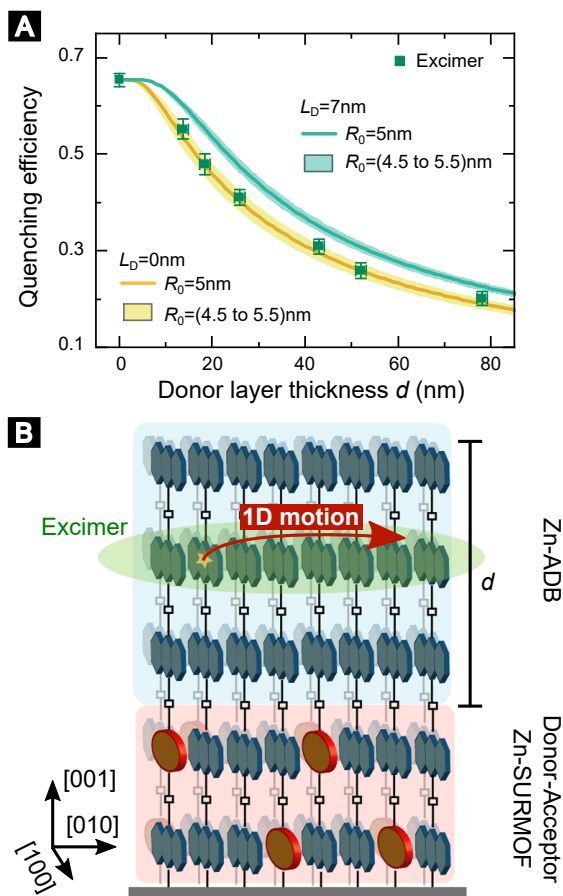 A
0.7
0.5
0.3
0.1
Quenching efficiency
Excimer
L_D=7nm
R_0=5nm
R_0=(4.5 to 5.5)nm
L_D=0nm
R_0=5nm
R_0=(4.5 to 5.5)nm
0 20 40 60 80
Donor layer thickness d (nm)
B
Excimer
1D motion
d
Zn-ADB
Donor-Acceptor
Zn-SURMOF
[001]
[010]
[100]